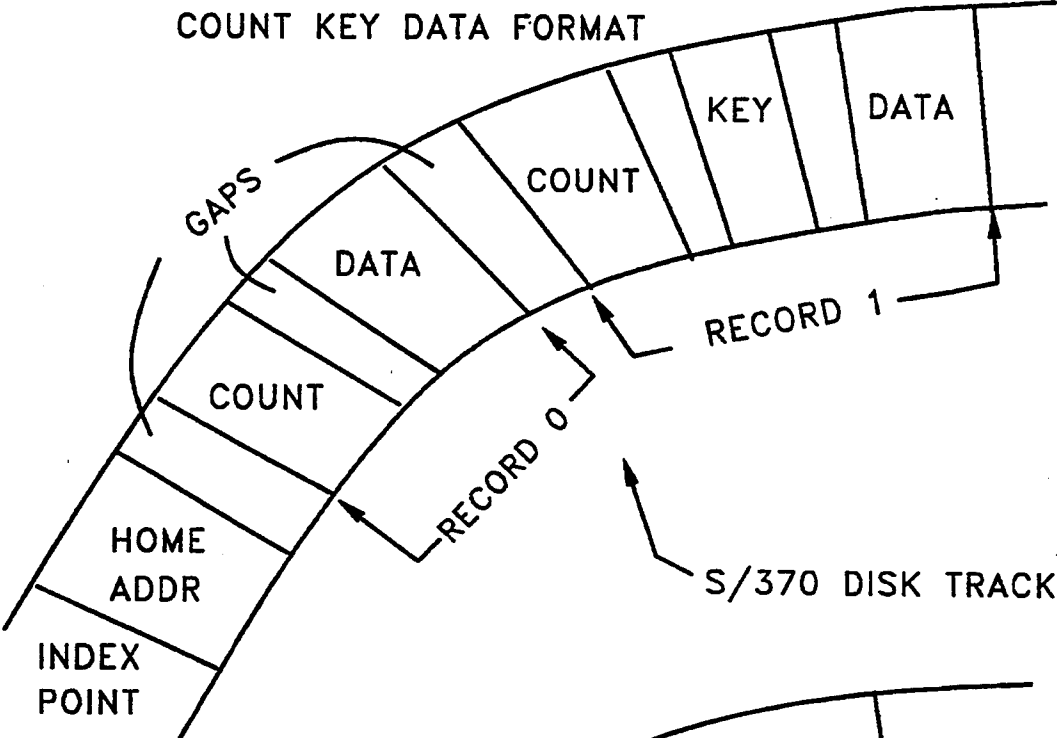 COUNT KEY DATA FORMAT
KEY
DATA
COUNT
GAPS
DATA
RECORD 1
COUNT
RECORD 0
HOME
ADDR
S/370 DISK TRACK
INDEX
POINT